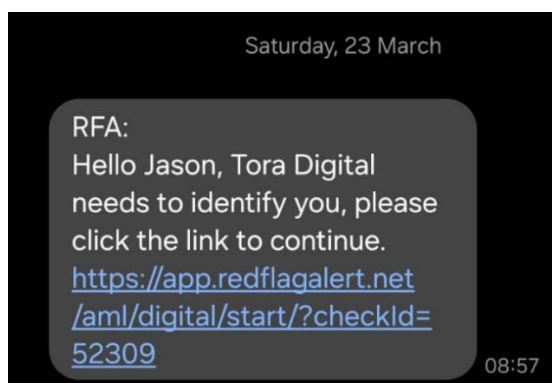 Saturday, 23 March
RFA:
Hello Jason, Tora Digital
needs to identify you, please
click the link to continue.
https://app.redflagalert.net
/aml/digital/start/?checkId=
52309
08:57